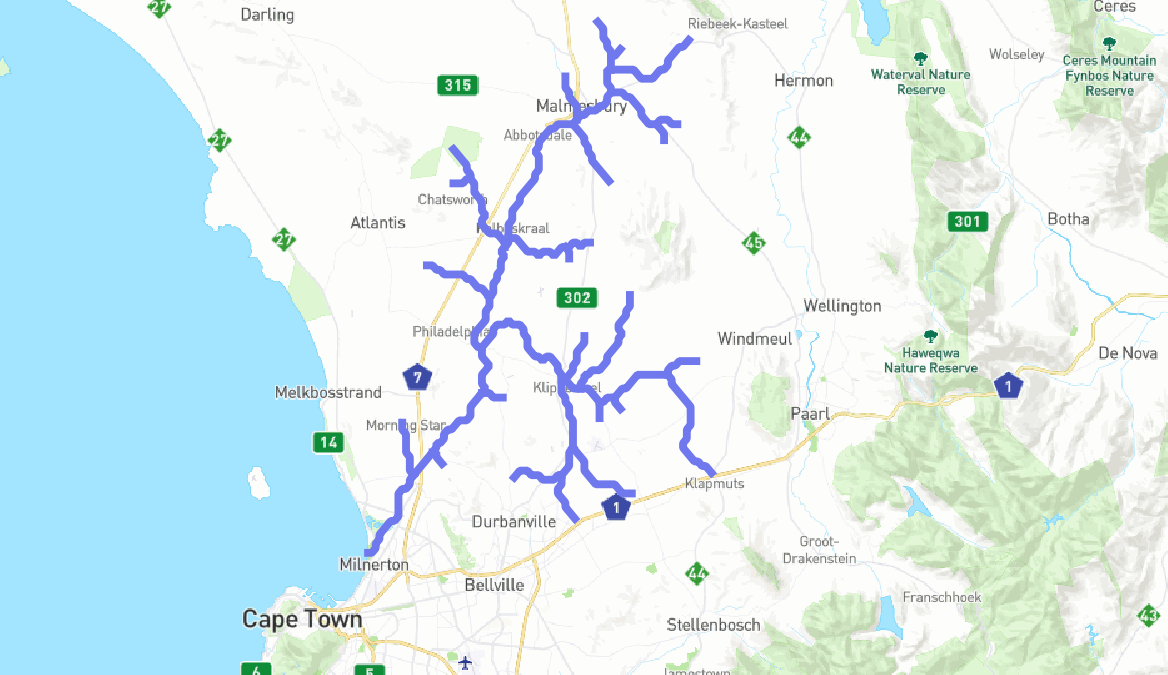 27
Darling
Riebeek-Kasteel
Ceres
Wolseley
Ceres Mountain
Fynbos Nature
Reserve
Waterval Nature
Reserve
Hermon
315
Malmesbury
Abbotsdale
27
44
Chatsworth
Atlantis
Kalbaskraal
301
Botha
27
45
302
Wellington
Philadelphia
Windmeul
Haweqwa
Nature Reserve
De Nova
7
1
Melkbosstrand
Klipheuwel
Paarl
Morning Star
14
Klapmuts
1
Durbanville
Groot-
Drakenstein
Milnerton
Bellville
44
Franschhoek
Cape Town
Stellenbosch
43
6
5
Jamestown